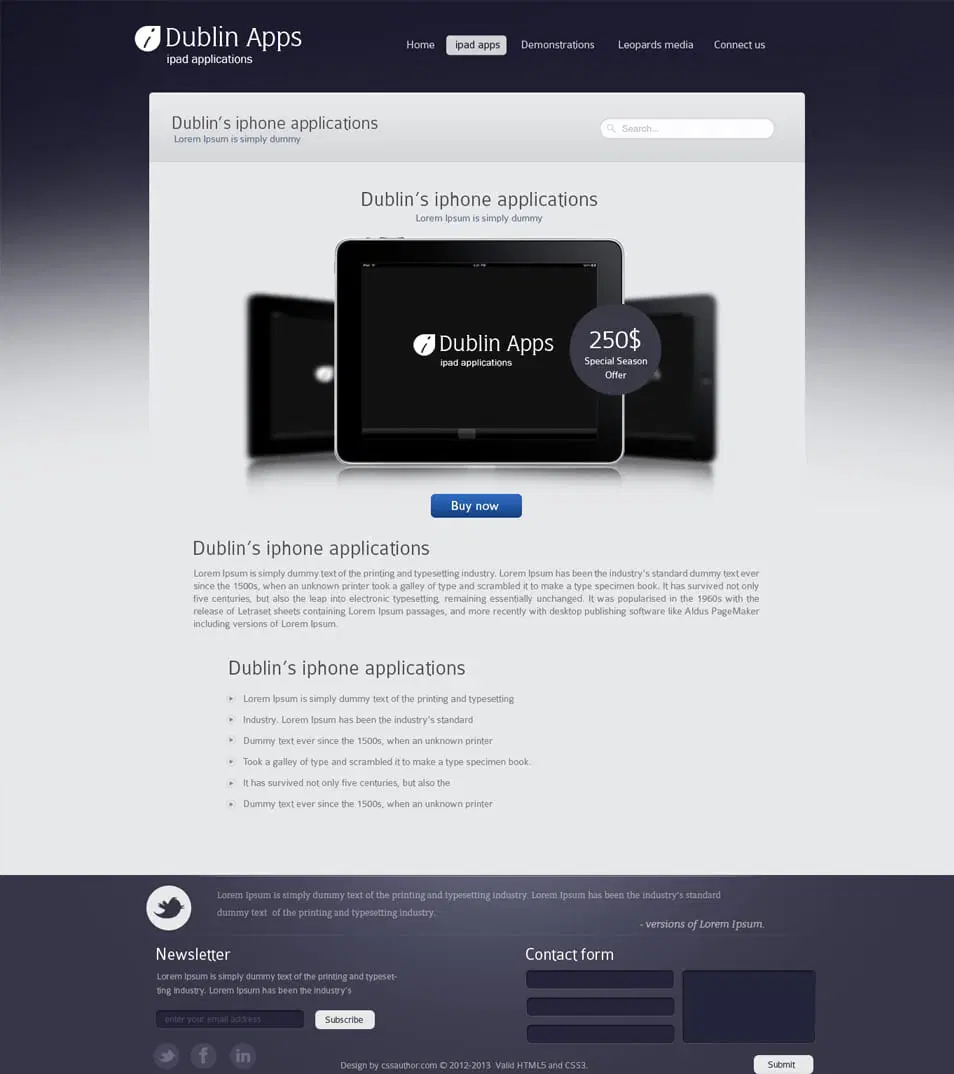 Dublin Apps
ipad applications
Home ipad apps Demonstrations Leopards media Connect us
Dublin's iphone applications
Lorem Ipsum is simply dummy
Search...
Dublin's iphone applications
Lorem Ipsum is simply dummy
Dublin Apps
ipad applications
250$
Special Season
Offer
Buy now
Dublin's iphone applications
Lorem Ipsum is simply dummy text of the printing and typesetting industry. Lorem Ipsum has been the industry's standard dummy text ever
since the 1500s, when an unknown printer took a galley of type and scrambled it to make a type specimen book. It has survived not only
five centuries, but also the leap into electronic typesetting, remaining essentially unchanged. It was popularised in the 1960s with the
release of Letraset sheets containing Lorem Ipsum passages, and more recently with desktop publishing software like Aldus PageMaker
including versions of Lorem Ipsum.
Dublin's iphone applications
Lorem Ipsum is simply dummy text of the printing and typesetting
Industry. Lorem Ipsum has been the industry's standard
Dummy text ever since the 1500s, when an unknown printer
Took a galley of type and scrambled it to make a type specimen book.
It has survived not only five centuries, but also the
Dummy text ever since the 1500s, when an unknown printer
Lorem Ipsum is simply dummy text of the printing and typesetting industry. Lorem Ipsum has been the industry's standard
dummy text of the printing and typesetting industry.
- versions of Lorem Ipsum.
Newsletter
Lorem Ipsum is simply dummy text of the printing and typeset-
ting industry. Lorem Ipsum has been the industry's
enter your email address
Subscribe
Contact form
Submit
Design by cssauthor.com © 2012-2013 Valid HTML5 and CSS3.